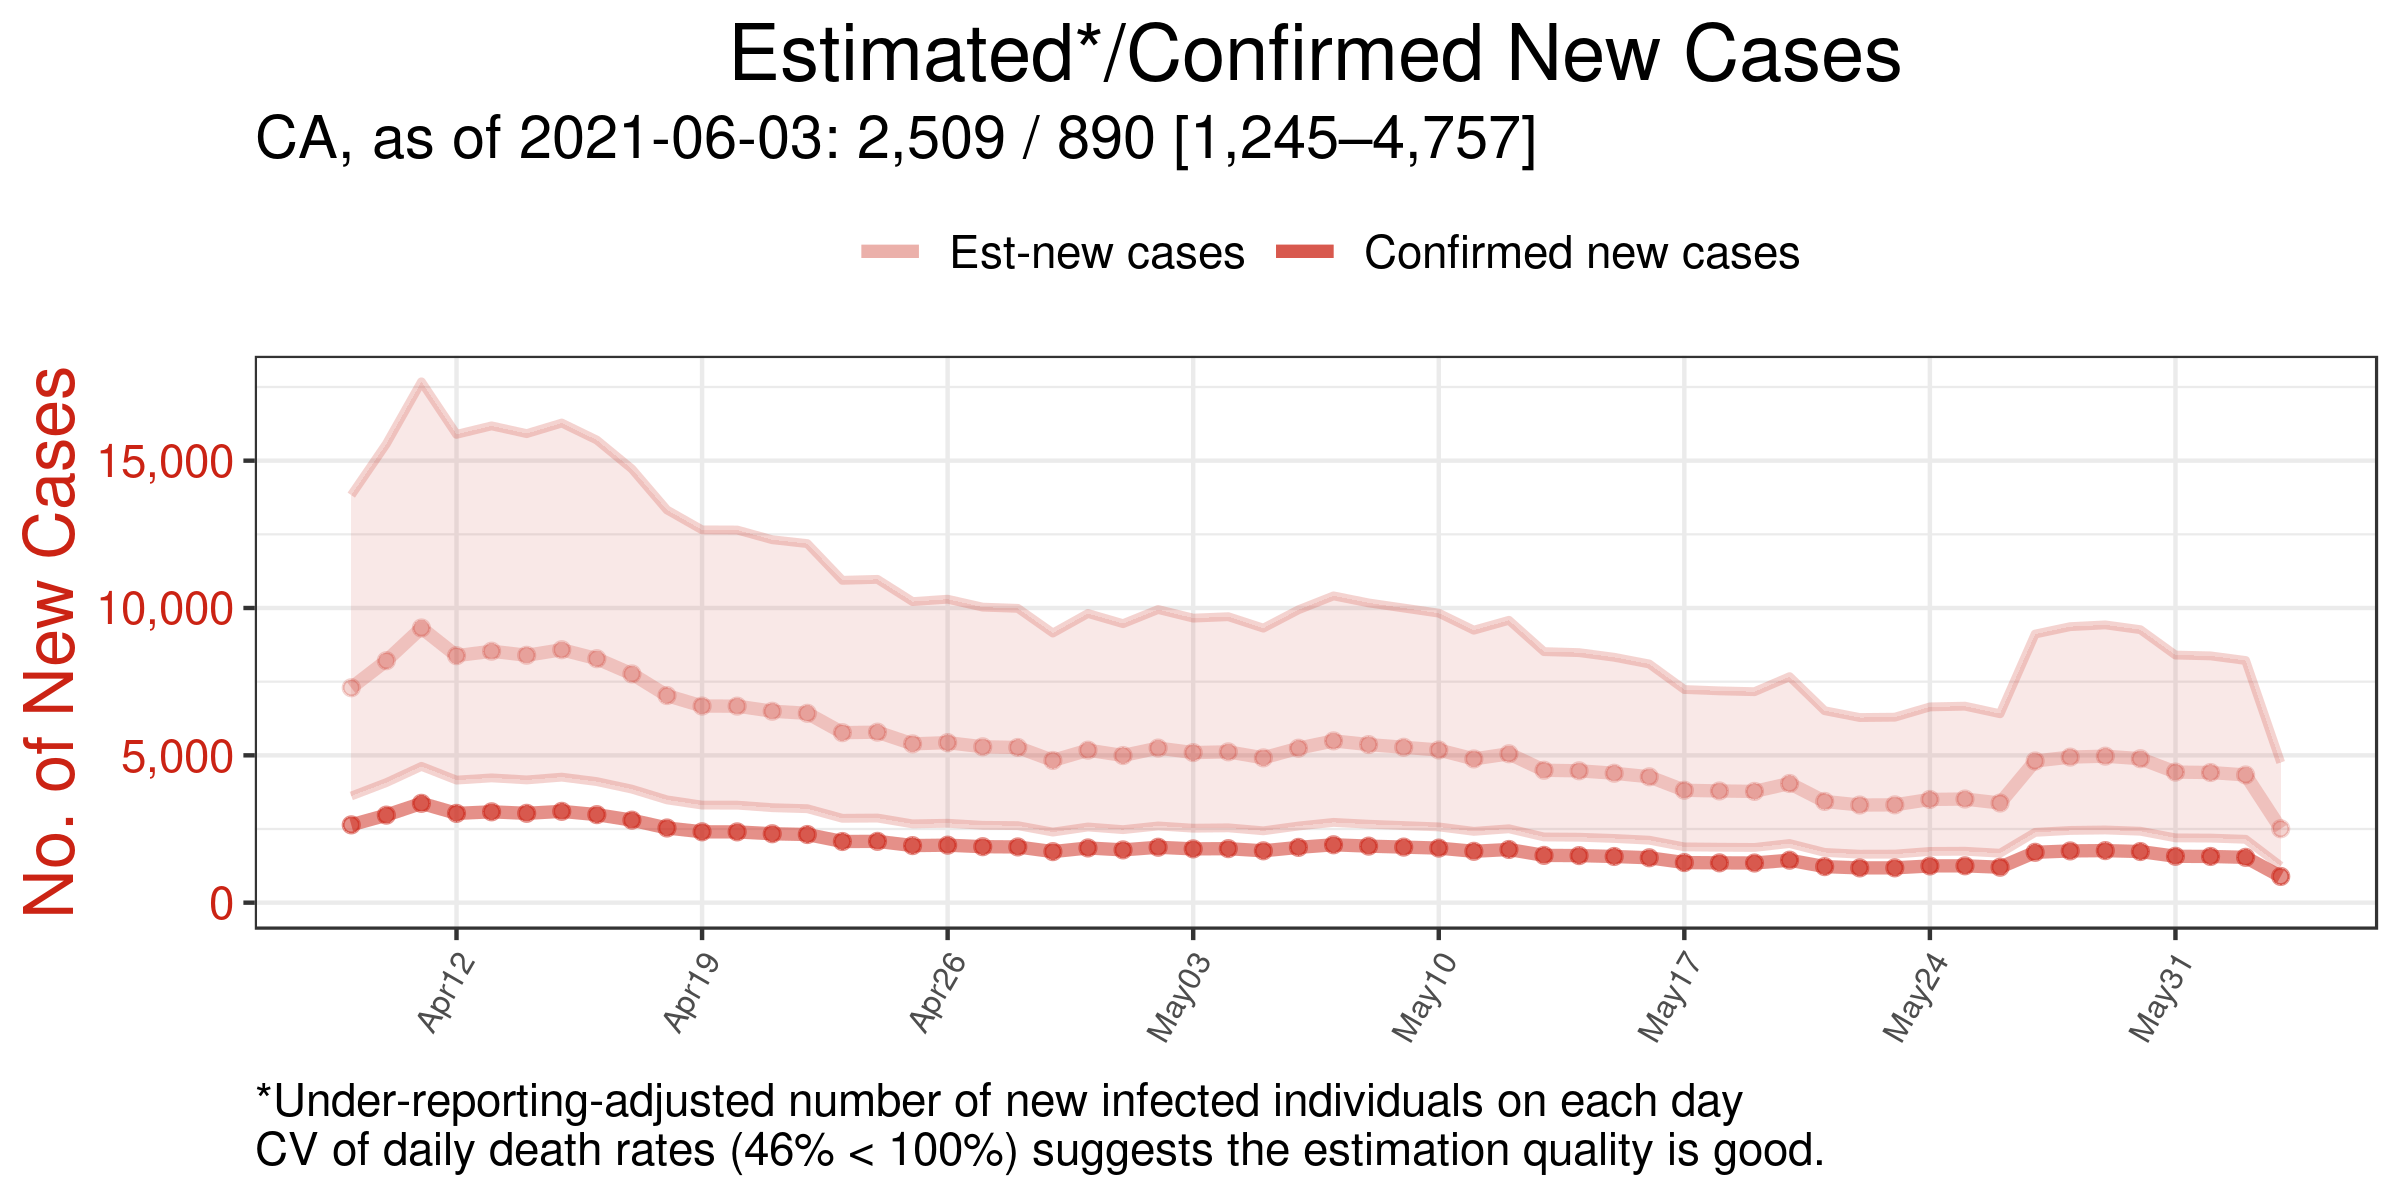 Estimated*/Confirmed New Cases
CA, as of 2021-06-03: 2,509 / 890 [1,245–4,757]
Est-new cases
Confirmed new cases
No. of New Cases
15,000
10,000
5,000
0
Apr12
Apr19
Apr26
May03
May10
May17
May24
May31
*Under-reporting-adjusted number of new infected individuals on each day
CV of daily death rates (46% < 100%) suggests the estimation quality is good.